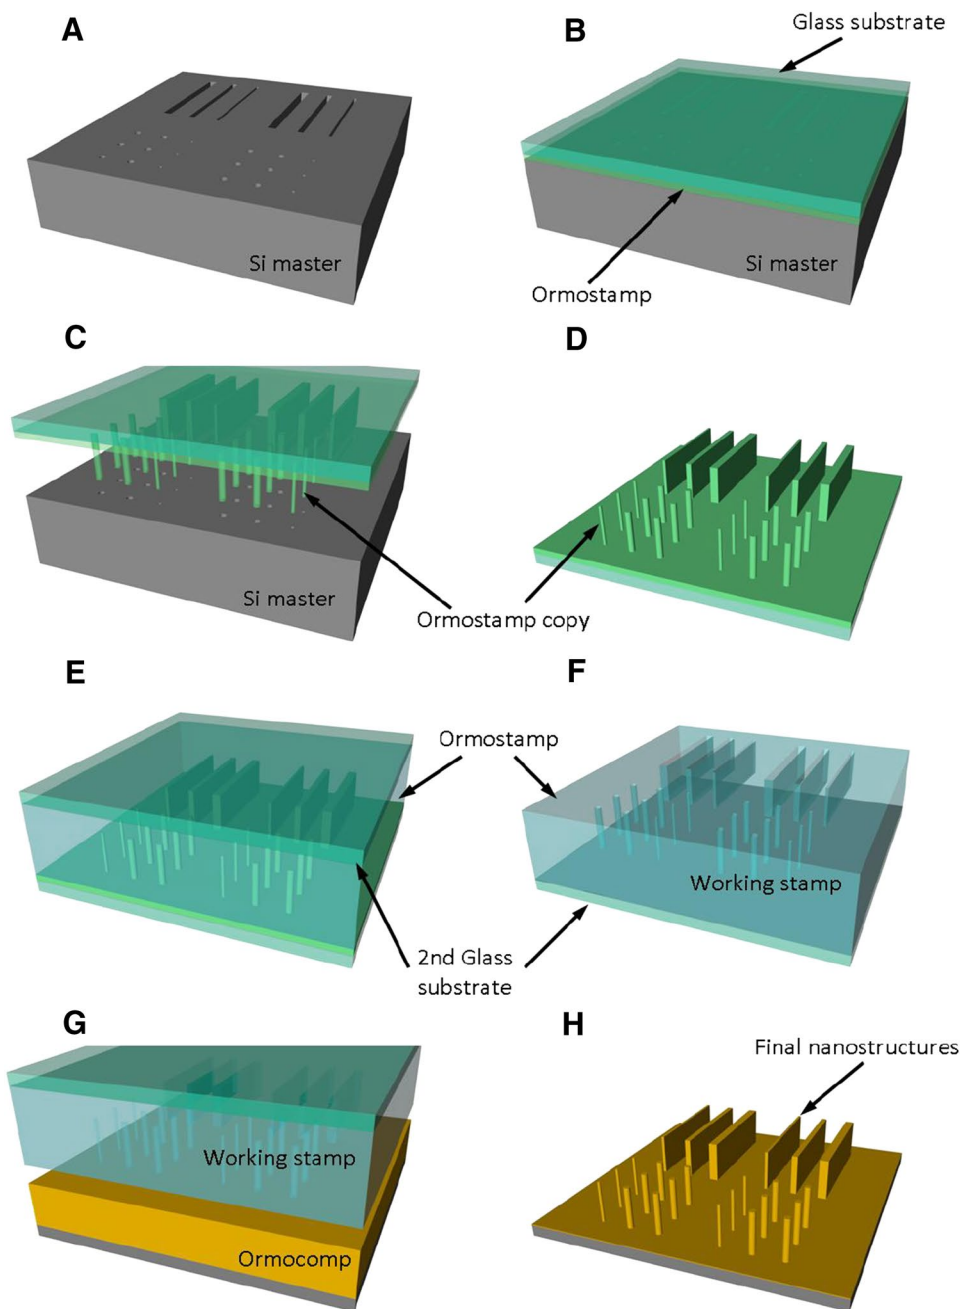 A
B
Glass substrate
Si master
Si master
Ormostamp
C
D
Si master
Ormostamp copy
E
F
Ormostamp
Working stamp
2nd Glass
substrate
G
H
Final nanostructures
Working stamp
Ormocomp